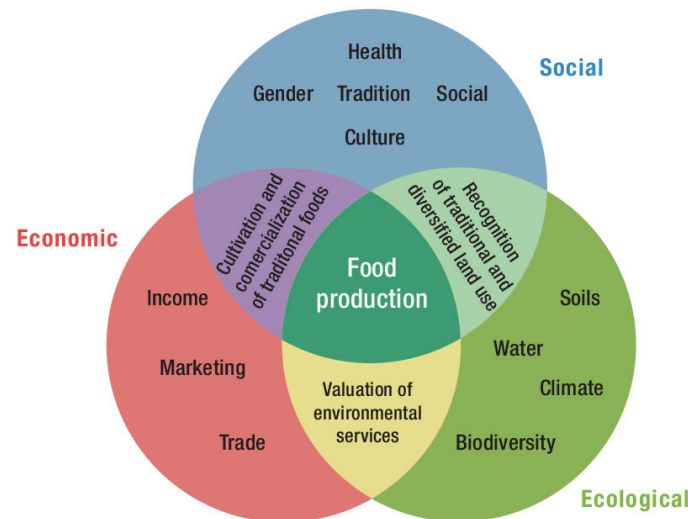 Health
Social
Gender Tradition Social
Culture
Cultivation and
comercialization
of traditonal foods
Recognition
of traditional and
diversified land use
Economic
Food
production
Income
Soils
Water
Marketing
Climate
Valuation of
environmental
services
Trade
Biodiversity
Ecological